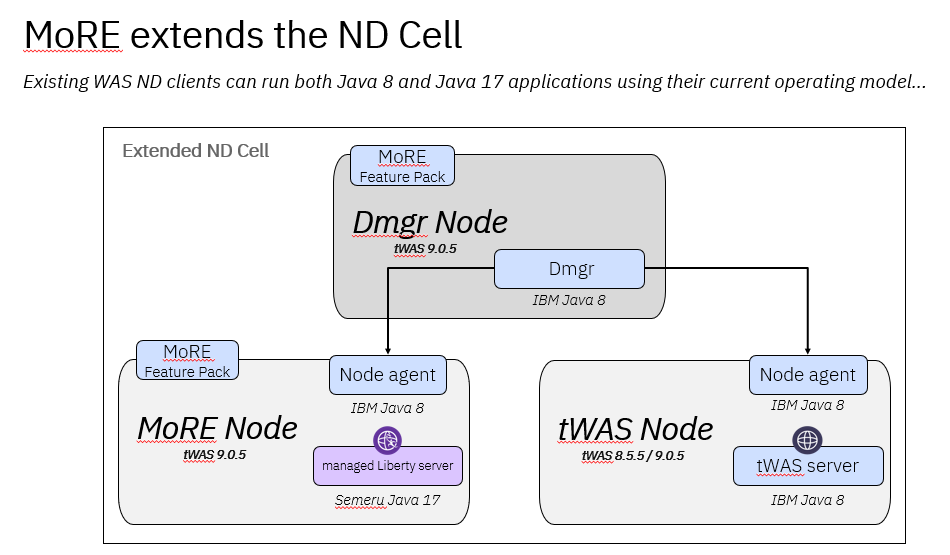 MoRE extends the ND Cell
Existing WAS ND clients can run both Java 8 and Java 17 applications using their current operating model...
Extended ND Cell
MoRE
Feature Pack
Dmgr Node
tWAS 9.0.5
Dmgr
IBM Java 8
MoRE
Feature Pack
Node agent
IBM Java 8
MoRE Node
tWAS 9.0.5
managed Liberty server
Semeru Java 17
Node agent
IBM Java 8
tWAS Node
tWAS 8.5.5 / 9.0.5
tWAS server
IBM Java 8